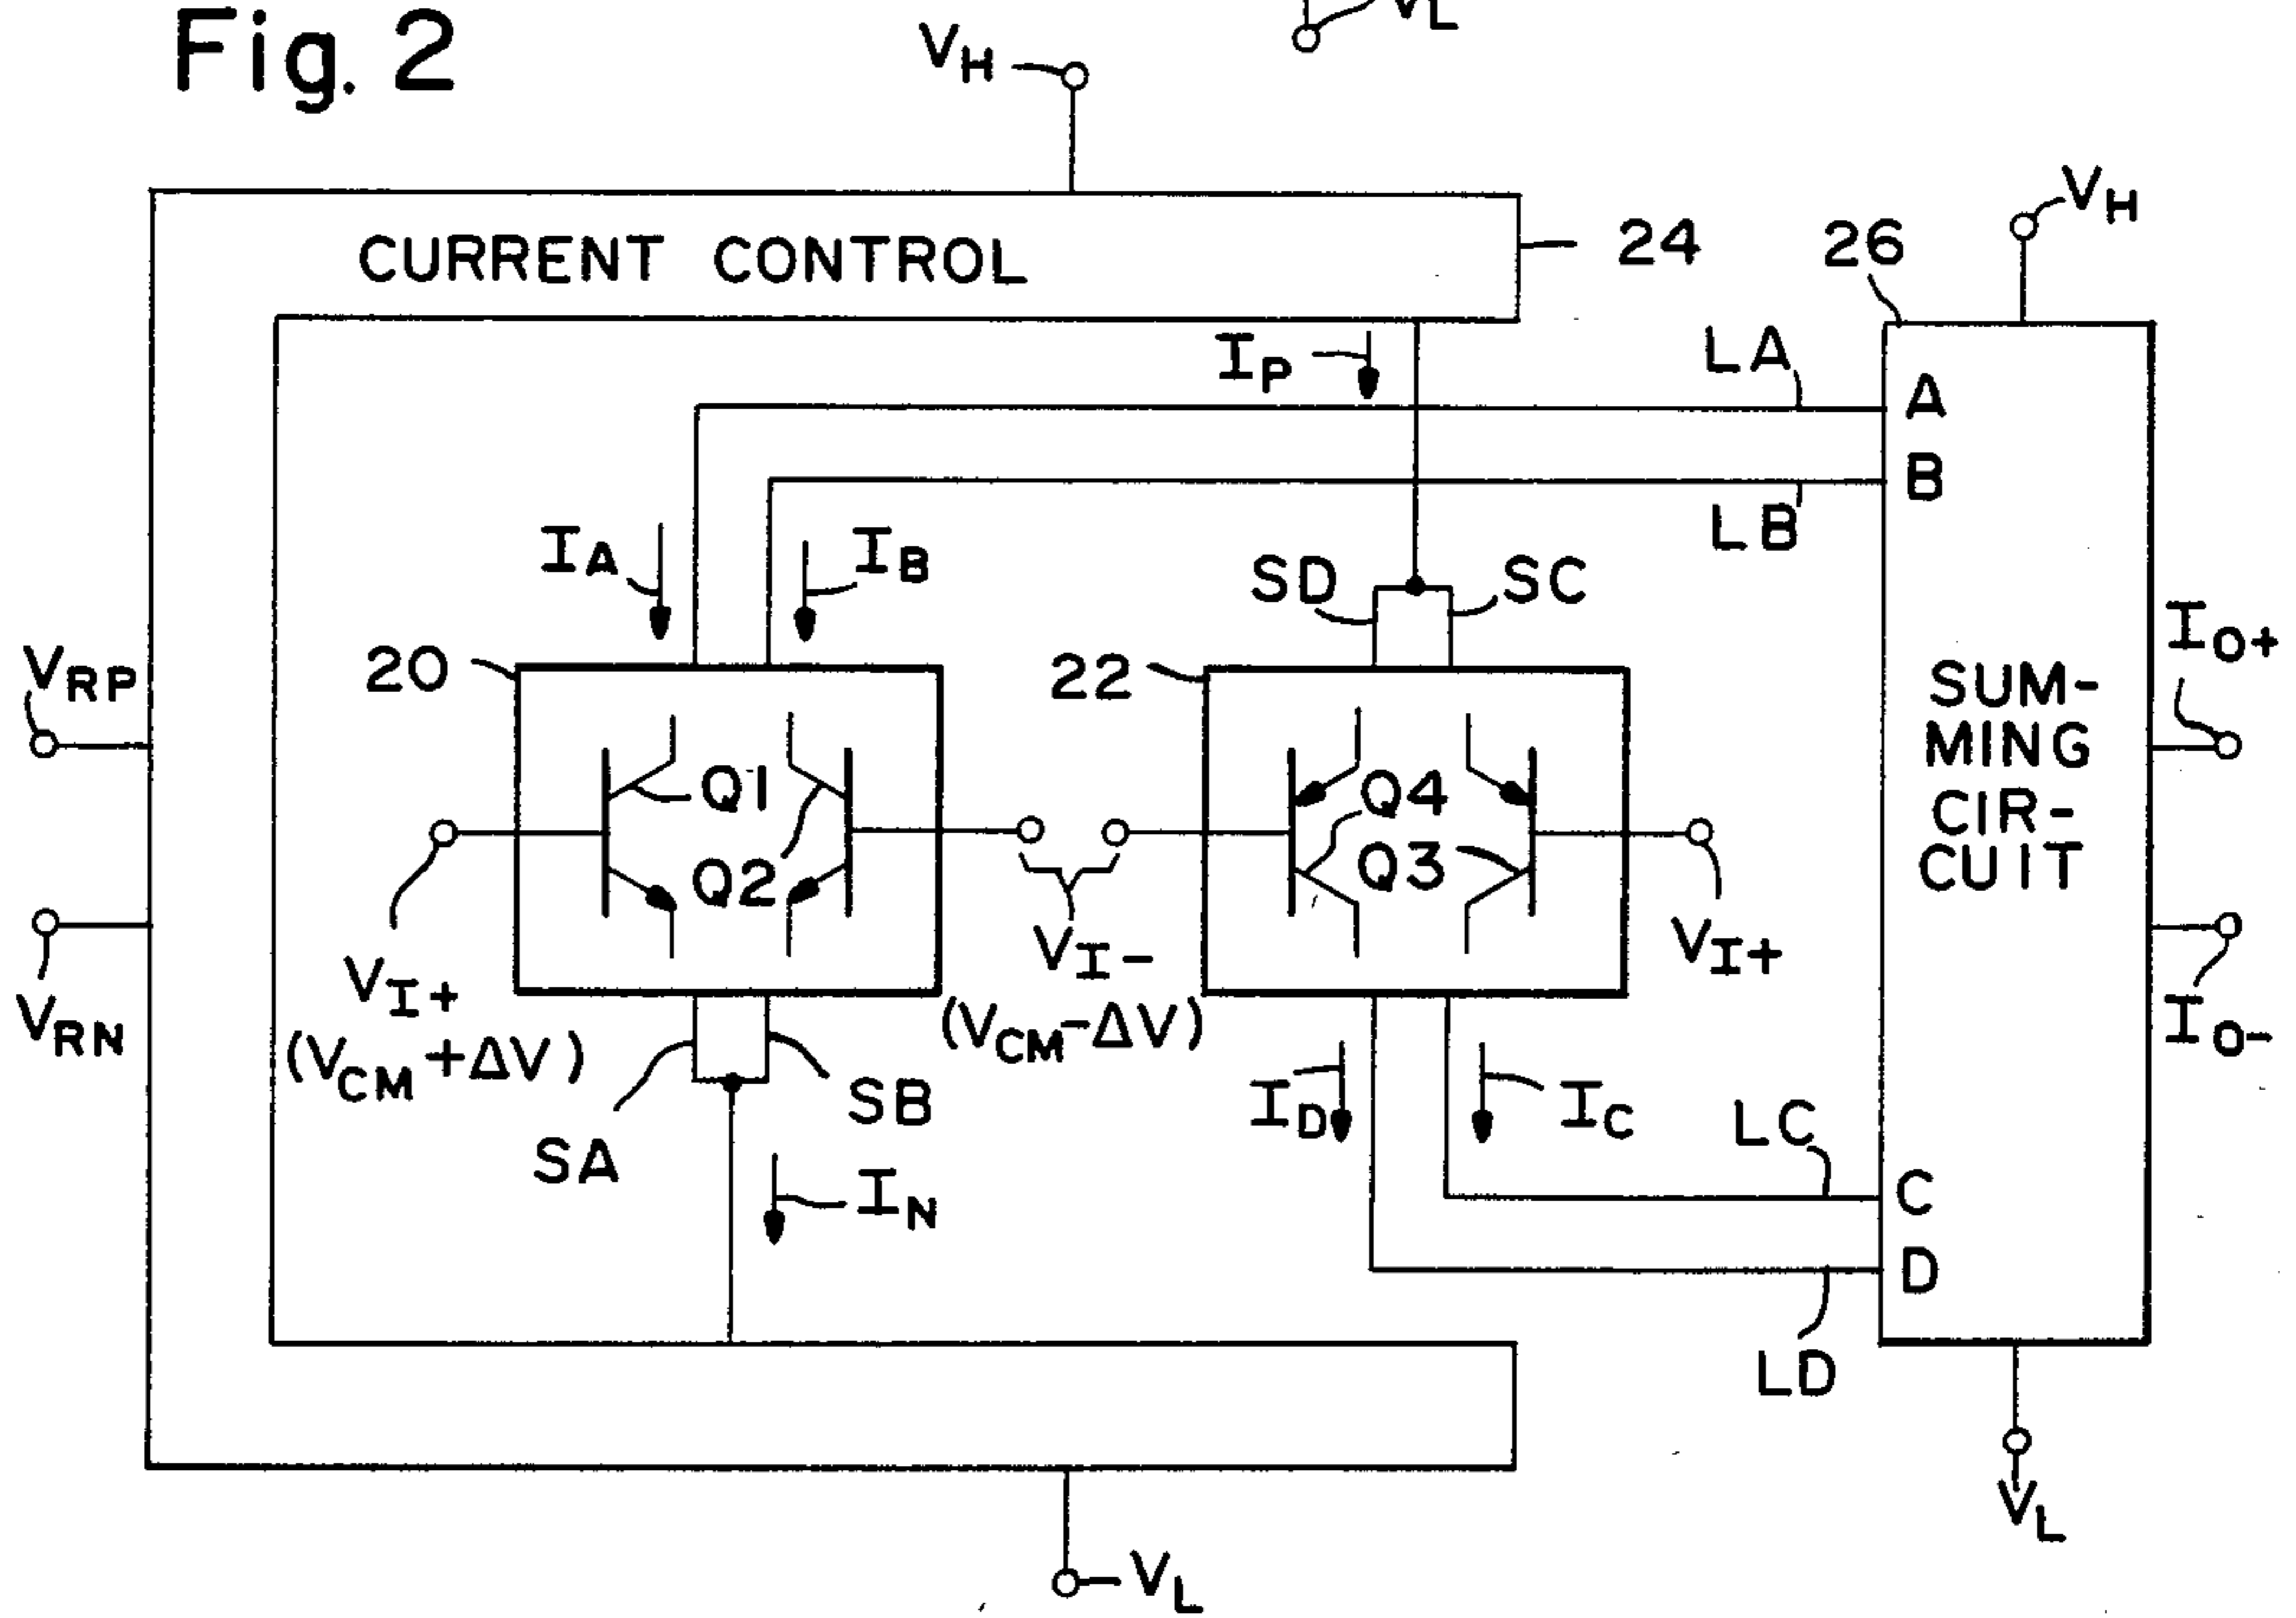 Fig. 2
VL
VH
VH
CURRENT CONTROL
24
26
IP
LA
A
B
LB
IA
IB
SD
SC
IO+
VRP
20
22
SUM-
MING
CIR-
CUIT
Q1
Q4
Q2
Q3
VI+
(VCM+ΔV)
VI-
(VCM-ΔV)
VI+
VRN
IO-
SA
SB
ID
IC
LC
C
IN
D
LD
VL
VL